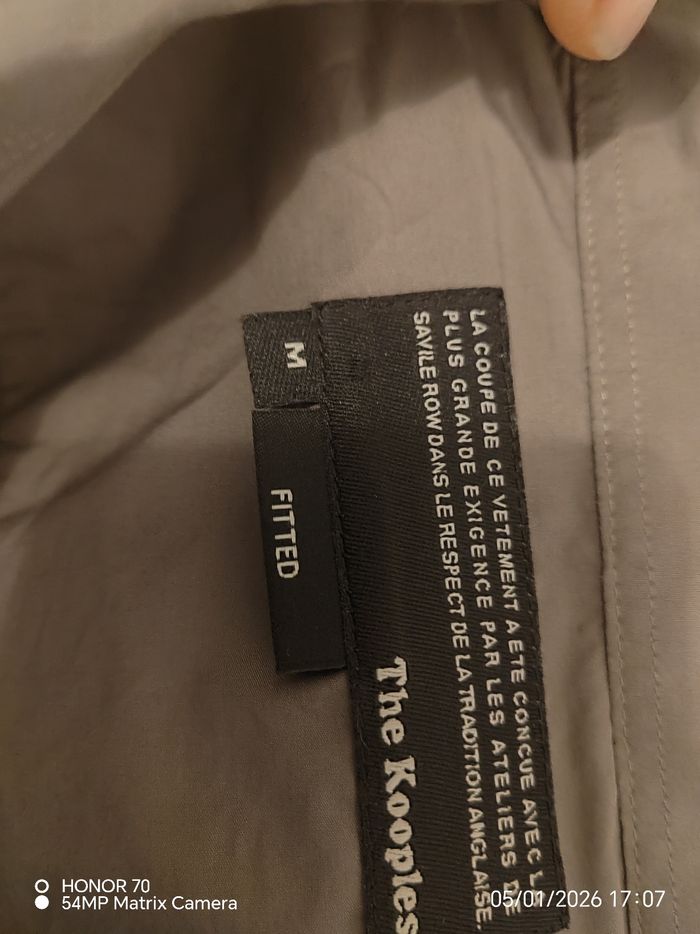 LA COUPE DE CE VETEMENT A ETE CONCUE AVEC LA
PLUS GRANDE EXIGENCE PAR LES ATELIERS DE
SAVILE ROW DANS LE RESPECT DE LA TRADITION ANGLAISE.
The Kooples
M
FITTED
HONOR 70
54MP Matrix Camera
05/01/2026 17:07